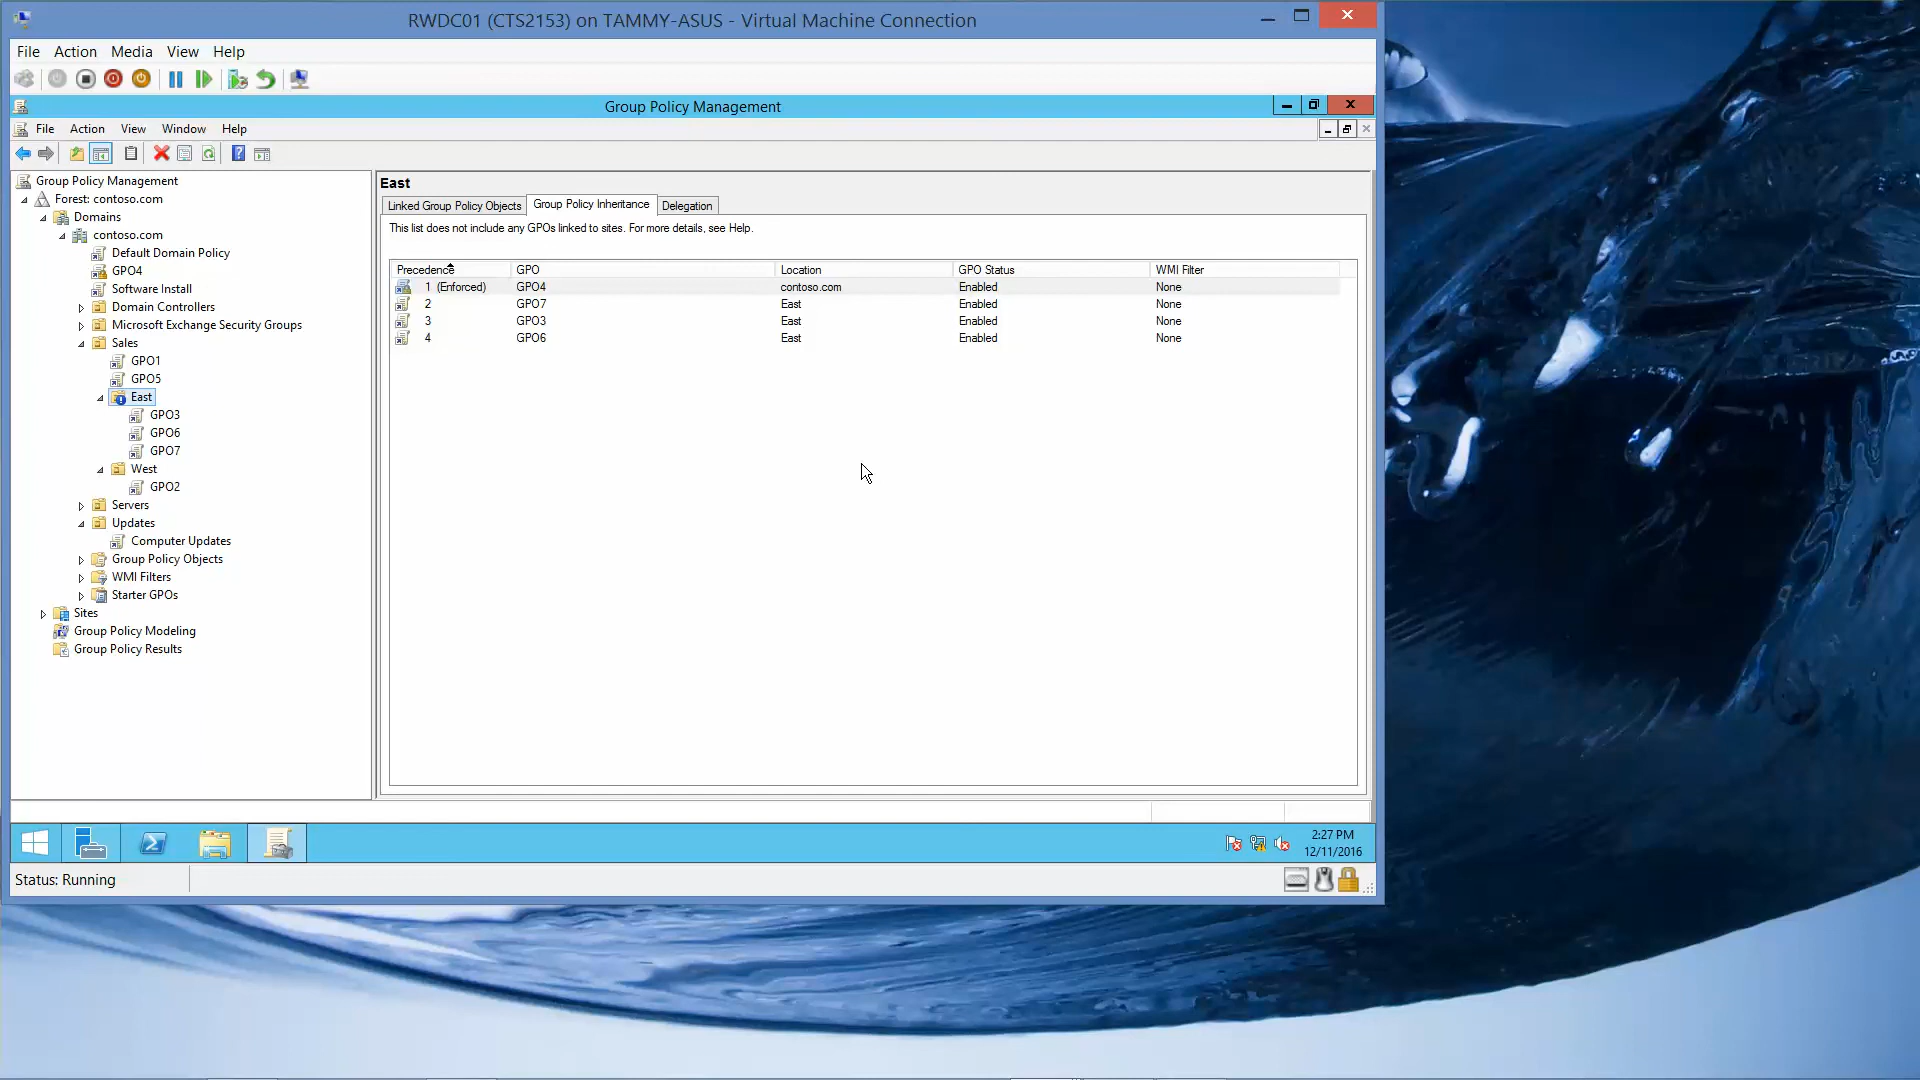 RWDC01 (CTS2153) on TAMMY-ASUS - Virtual Machine Connection
File Action Media View Help
Group Policy Management
File Action View Window Help
Group Policy Management
Forest: contoso.com
Domains
contoso.com
Default Domain Policy
GPO4
Software Install
Domain Controllers
Microsoft Exchange Security Groups
Sales
GPO1
GPO5
East
GPO3
GPO6
GPO7
West
GPO2
Servers
Updates
Computer Updates
Group Policy Objects
WMI Filters
Starter GPOs
Sites
Group Policy Modeling
Group Policy Results
East
Linked Group Policy Objects Group Policy Inheritance Delegation
This list does not include any GPOs linked to sites. For more details, see Help.
Precedence GPO Location GPO Status WMI Filter
1 (Enforced) GPO4 contoso.com Enabled None
2 GPO7 East Enabled None
3 GPO3 East Enabled None
4 GPO6 East Enabled None
2:27 PM
12/11/2016
Status: Running